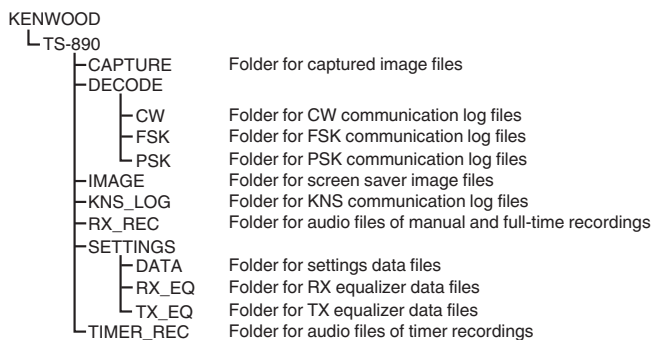 KENWOOD
TS-890
CAPTURE Folder for captured image files
DECODE
CW Folder for CW communication log files
FSK Folder for FSK communication log files
PSK Folder for PSK communication log files
IMAGE Folder for screen saver image files
KNS_LOG Folder for KNS communication log files
RX_REC Folder for audio files of manual and full-time recordings
SETTINGS
DATA Folder for settings data files
RX_EQ Folder for RX equalizer data files
TX_EQ Folder for TX equalizer data files
TIMER_REC Folder for audio files of timer recordings